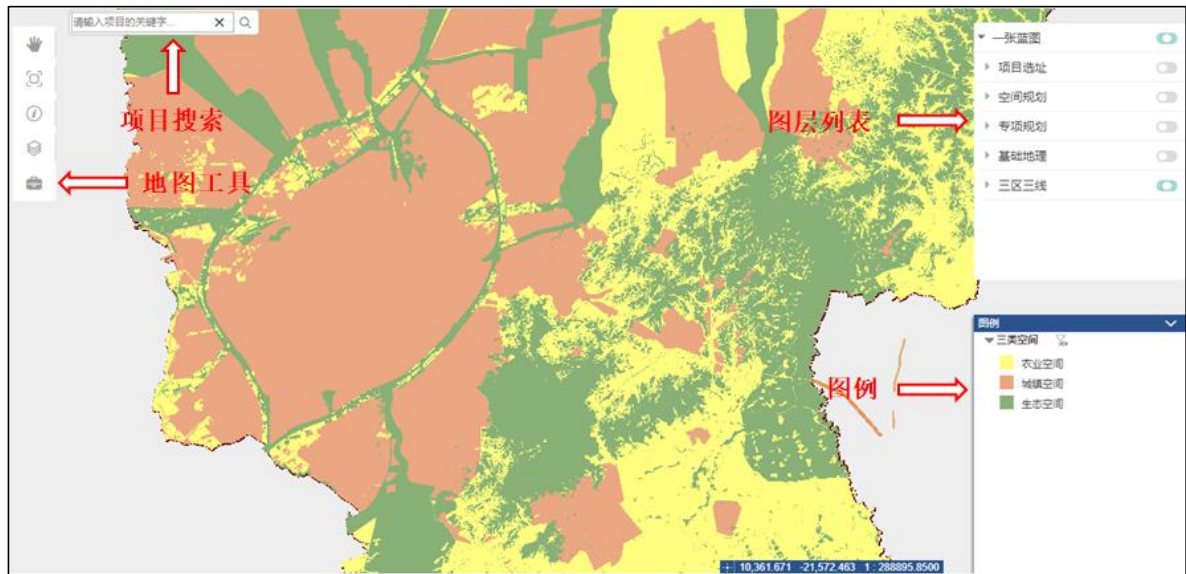 请输入项目的关键字...
项目搜索
地图工具
图层列表
一张蓝图
项目选址
空间规划
专项规划
基础地理
三区三线
图例
图例
三类空间
农业空间
城镇空间
生态空间
10,361.671 -21,572.463 1 : 288895.8500